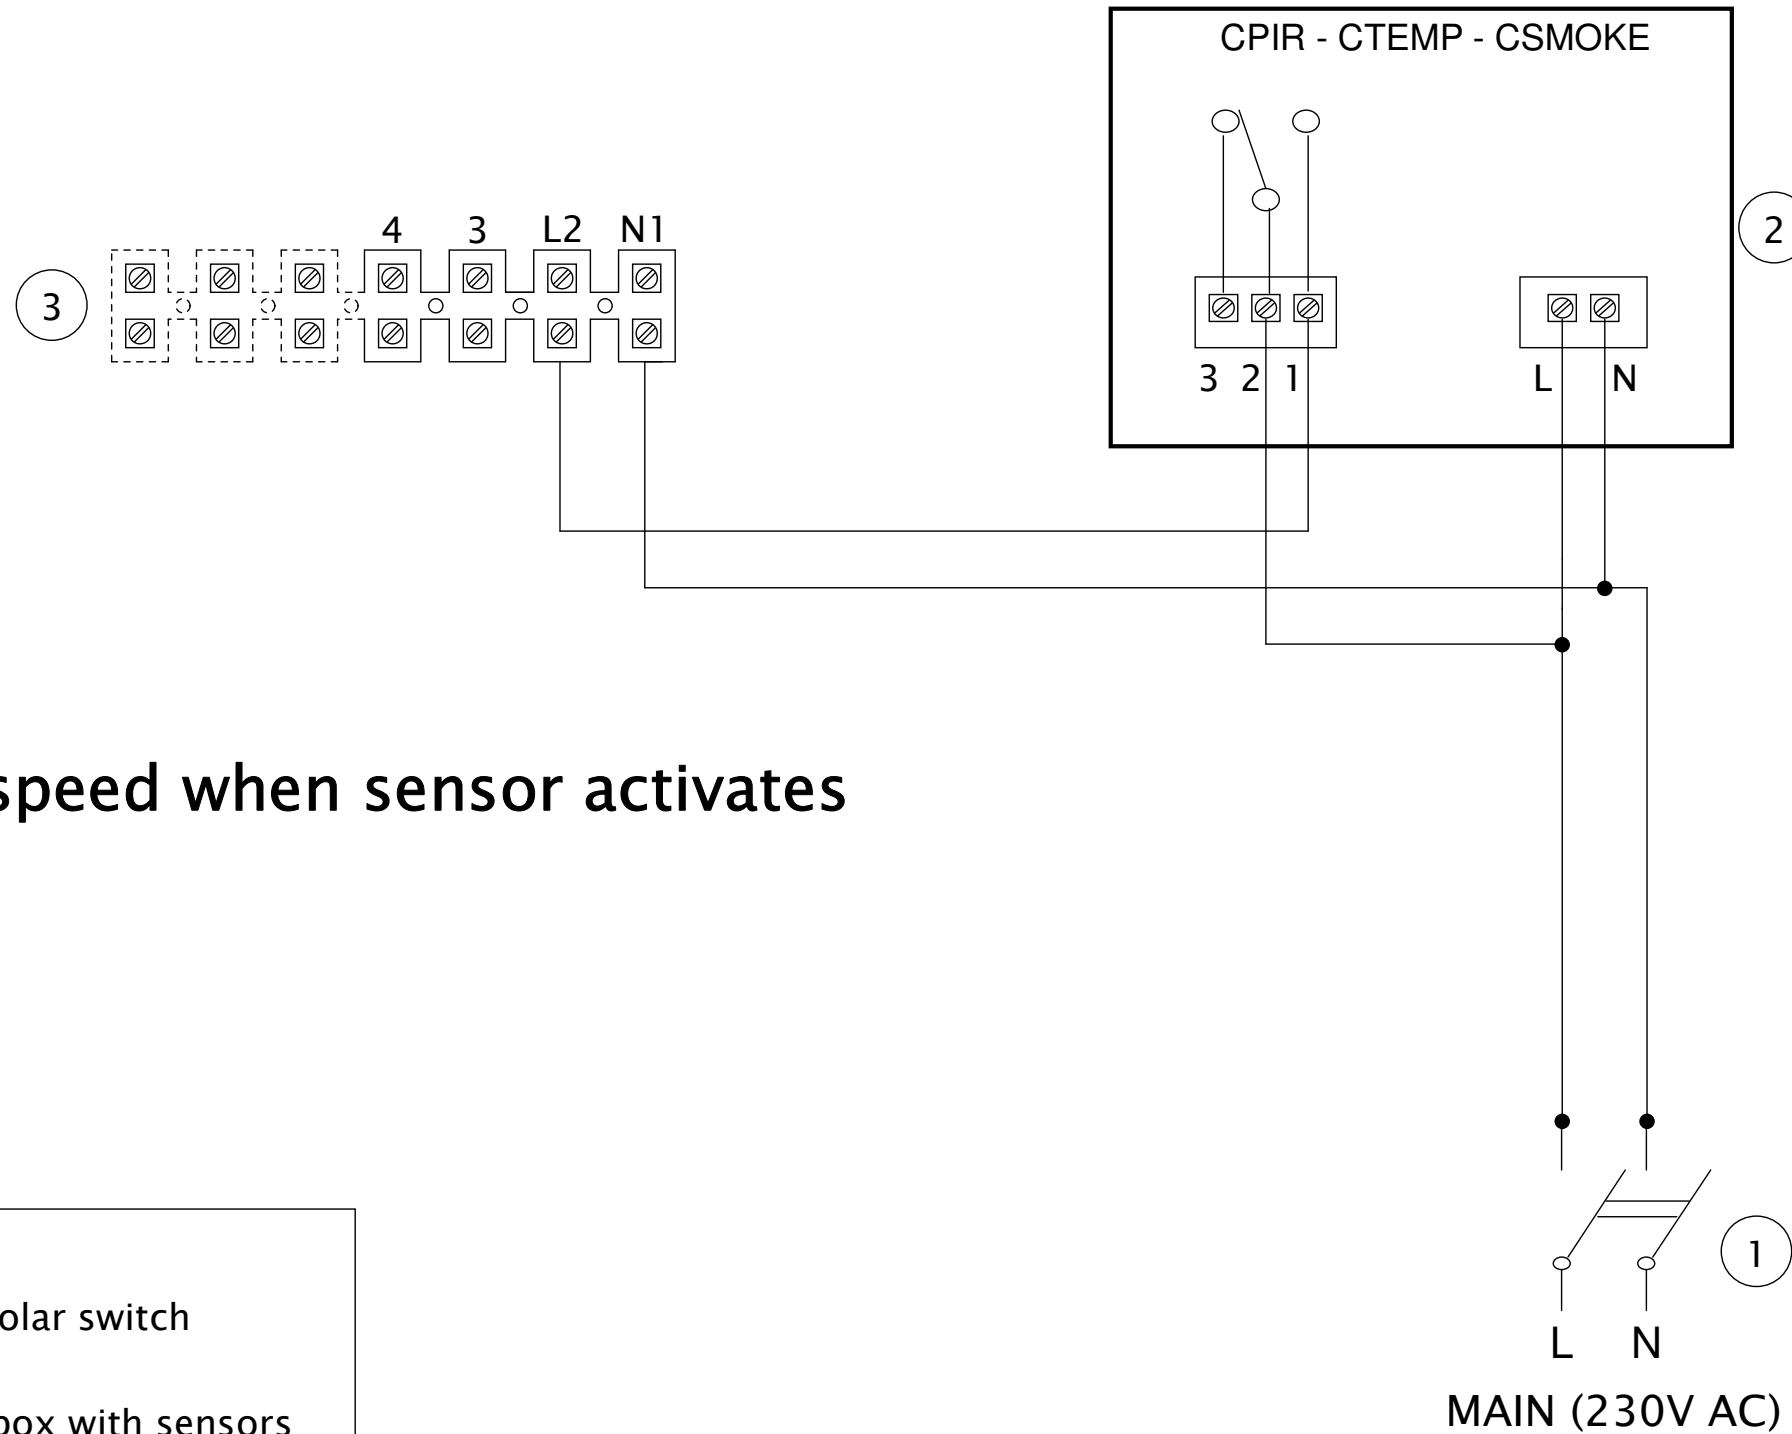 CPIR - CTEMP - CSMOKE
2
4 3 L2 N1
3
3 2 1 L N
speed when sensor activates
1
olar switch
L N
MAIN (230V AC)
box with sensors